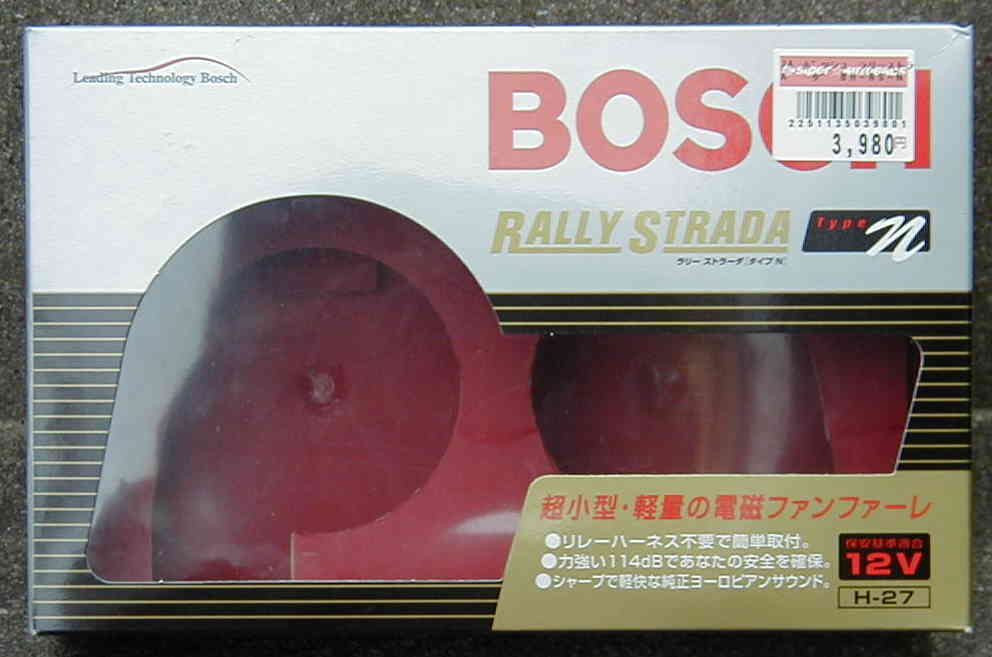 Leading Technology Bosch
BOSCH
2251135039801
3,980円
RALLY STRADA
Type N
ラリー ストラーダ［タイプN］
超小型・軽量の電磁ファンファーレ
●リレーハーネス不要で簡単取付。
●力強い114dBであなたの安全を確保。
●シャープで軽快な純正ヨーロピアンサウンド。
保安基準適合
12V
H-27